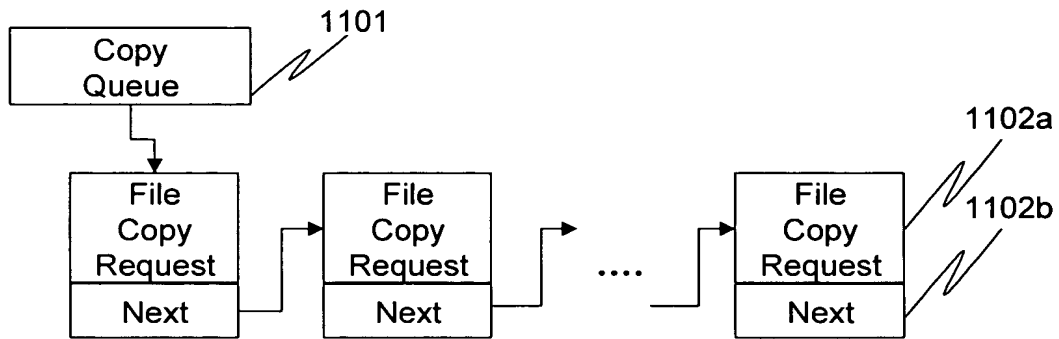 1101
Copy
Queue
1102a
File
Copy
Request
Next
File
Copy
Request
Next
....
File
Copy
Request
Next
1102b